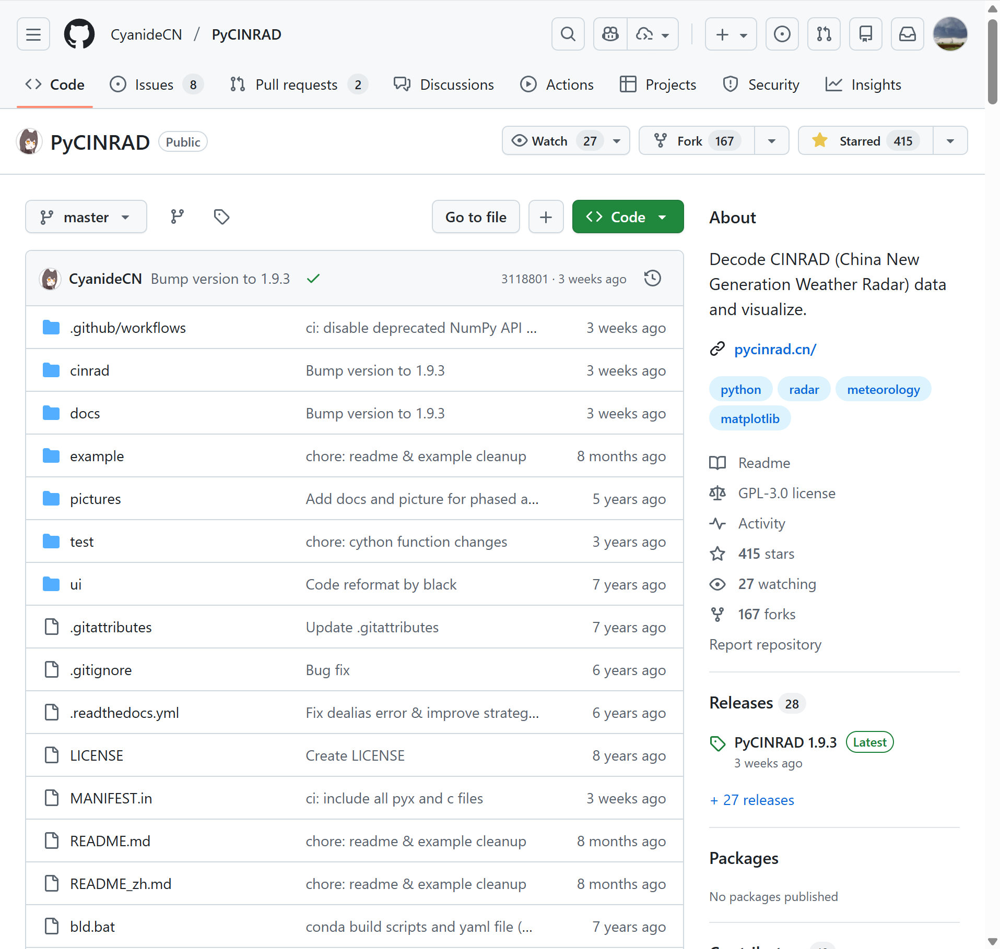 CyanideCN / PyCINRAD
Code Issues 8 Pull requests 2 Discussions Actions Projects Security Insights
PyCINRAD Public Watch 27 Fork 167 Starred 415
master Go to file Code
CyanideCN Bump version to 1.9.3 3118801 · 3 weeks ago
.github/workflows ci: disable deprecated NumPy API ... 3 weeks ago
cinrad Bump version to 1.9.3 3 weeks ago
docs Bump version to 1.9.3 3 weeks ago
example chore: readme & example cleanup 8 months ago
pictures Add docs and picture for phased a... 5 years ago
test chore: cython function changes 3 years ago
ui Code reformat by black 7 years ago
.gitattributes Update .gitattributes 7 years ago
.gitignore Bug fix 6 years ago
.readthedocs.yml Fix dealias error & improve strateg... 6 years ago
LICENSE Create LICENSE 8 years ago
MANIFEST.in ci: include all pyx and c files 3 weeks ago
README.md chore: readme & example cleanup 8 months ago
README_zh.md chore: readme & example cleanup 8 months ago
bld.bat conda build scripts and yaml file (... 7 years ago
About
Decode CINRAD (China New
Generation Weather Radar) data
and visualize.
pycinrad.cn/
python radar meteorology
matplotlib
Readme
GPL-3.0 license
Activity
415 stars
27 watching
167 forks
Report repository
Releases 28
PyCINRAD 1.9.3 Latest
3 weeks ago
+ 27 releases
Packages
No packages published